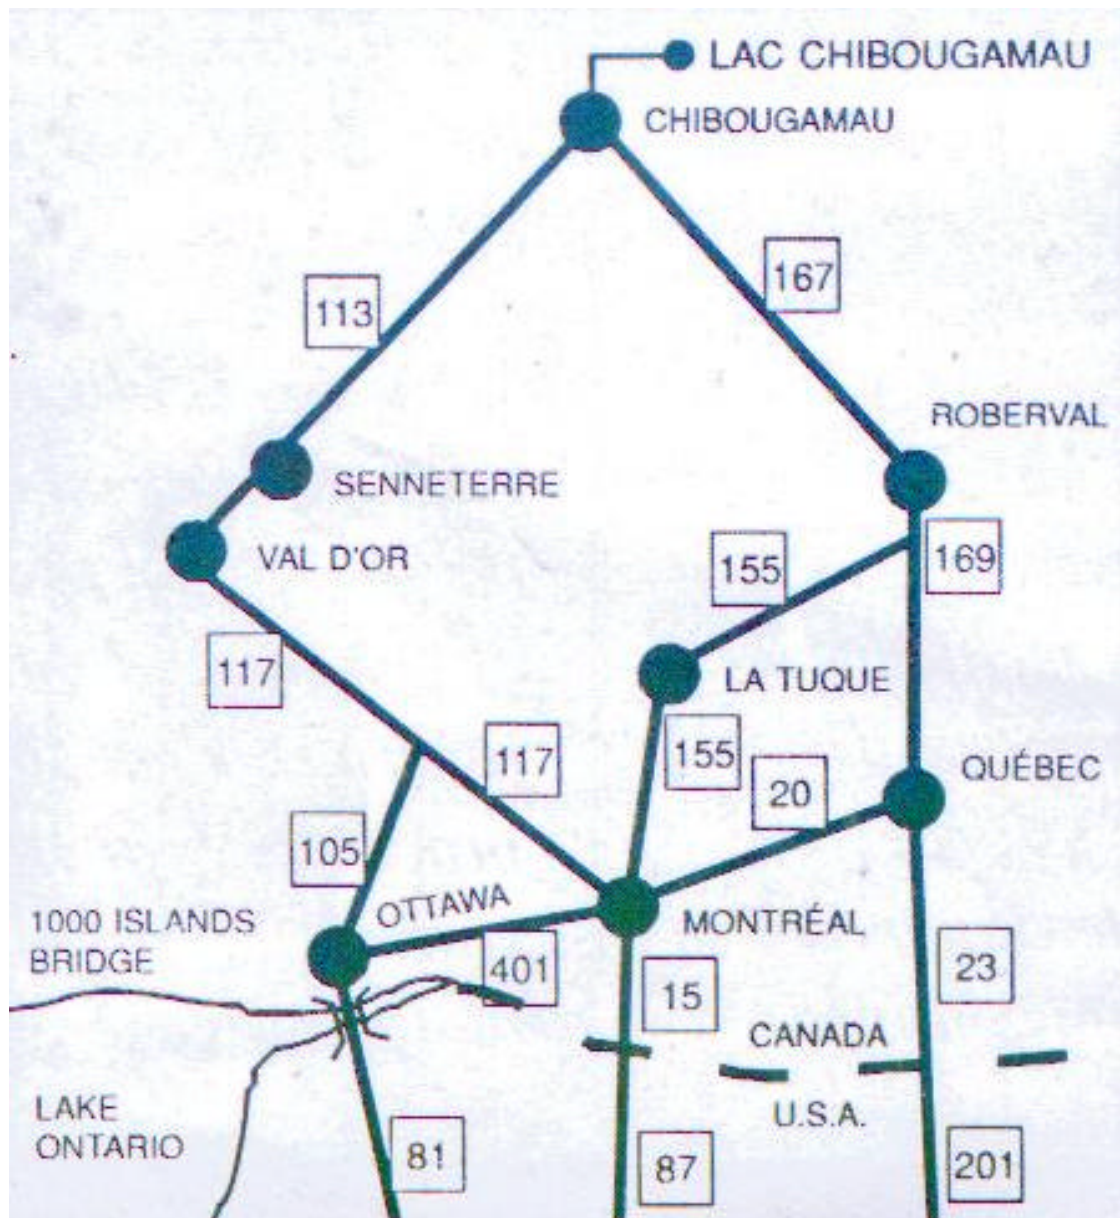 LAC CHIBOUGAMAU
CHIBOUGAMAU
167
113
ROBERVAL
SENNETERRE
VAL D'OR
155
169
117
LA TUQUE
117
155
20
QUÉBEC
105
OTTAWA
1000 ISLANDS
BRIDGE
MONTRÉAL
401
15
23
CANADA
LAKE
ONTARIO
U.S.A.
81
87
201